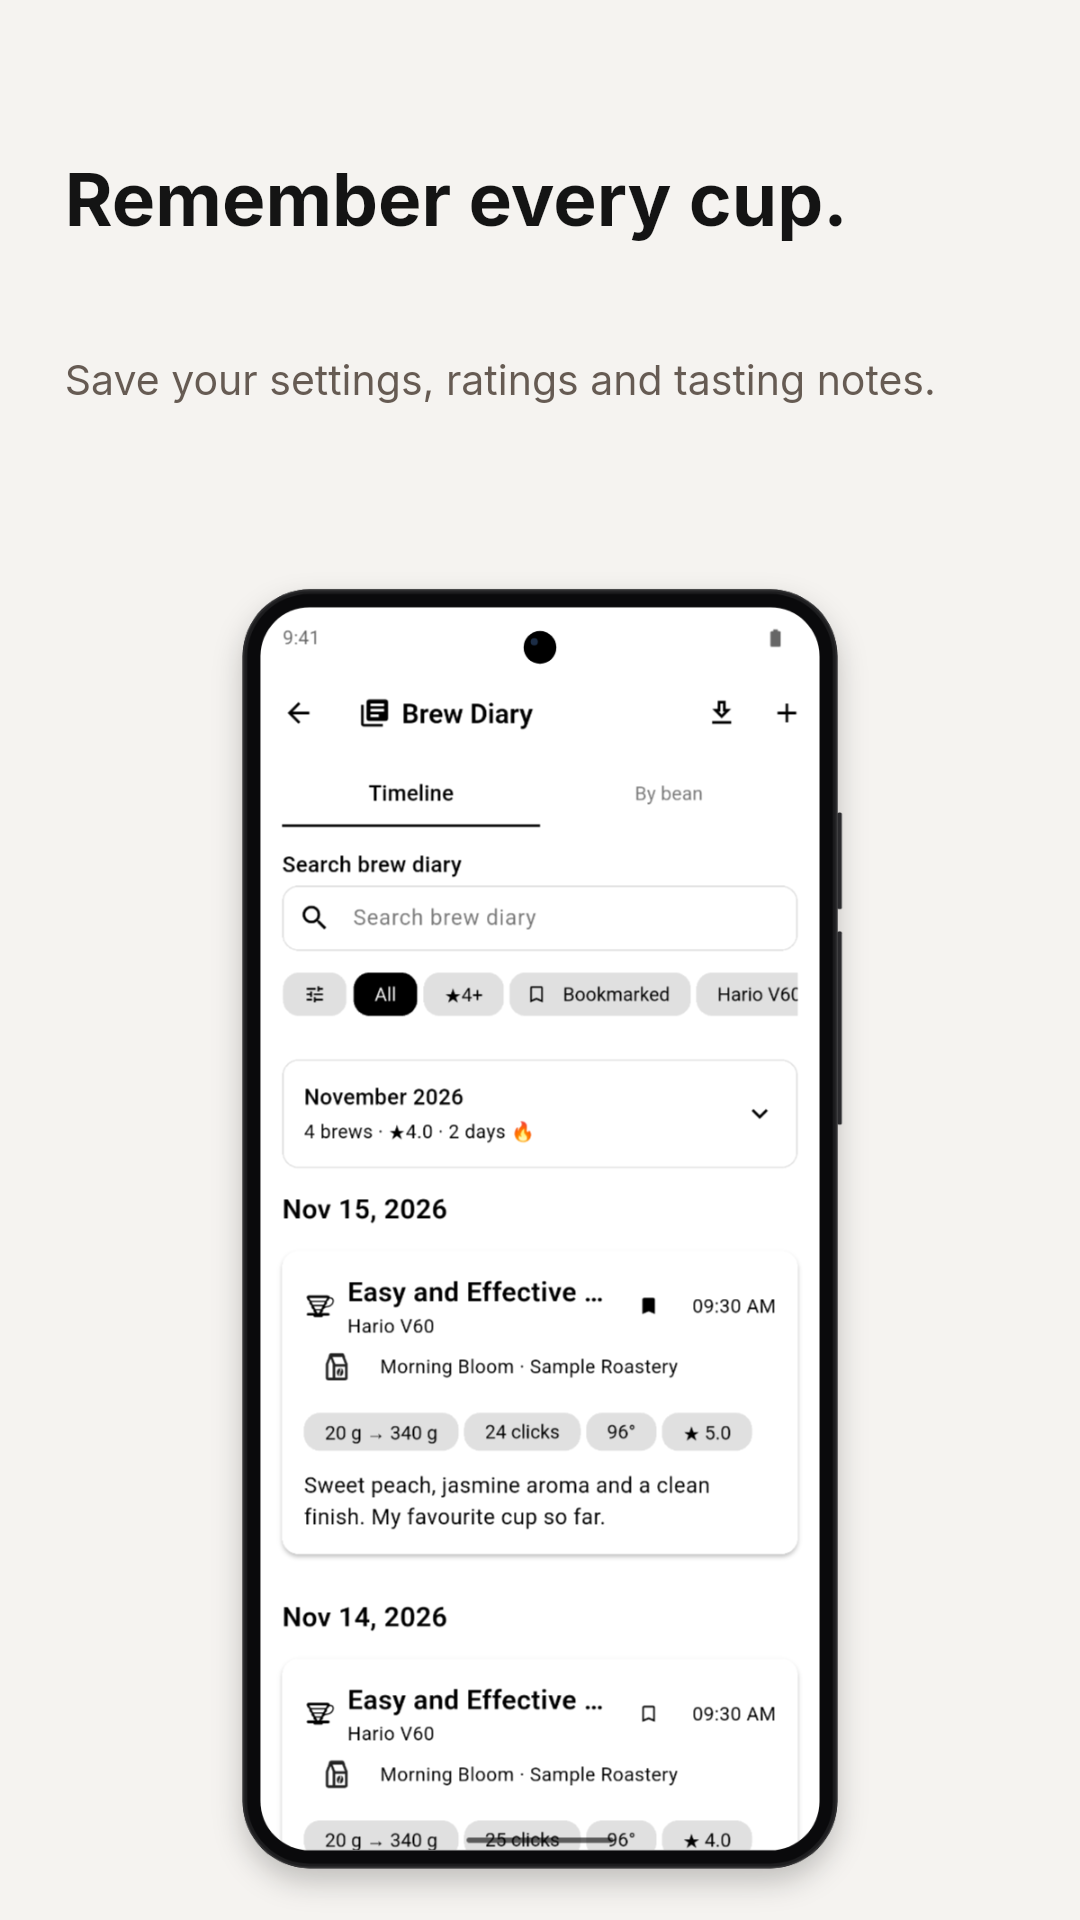 Remember every cup.
Save your settings, ratings and tasting notes.
9:41
Brew Diary
Timeline
By bean
Search brew diary
Search brew diary
All
★4+
Bookmarked
Hario V60
November 2026
4 brews · ★4.0 · 2 days 🔥
Nov 15, 2026
Easy and Effective ...
09:30 AM
Hario V60
Morning Bloom · Sample Roastery
20 g → 340 g
24 clicks
96°
★ 5.0
Sweet peach, jasmine aroma and a clean
finish. My favourite cup so far.
Nov 14, 2026
Easy and Effective ...
09:30 AM
Hario V60
Morning Bloom · Sample Roastery
20 g → 340 g
25 clicks
96°
★ 4.0